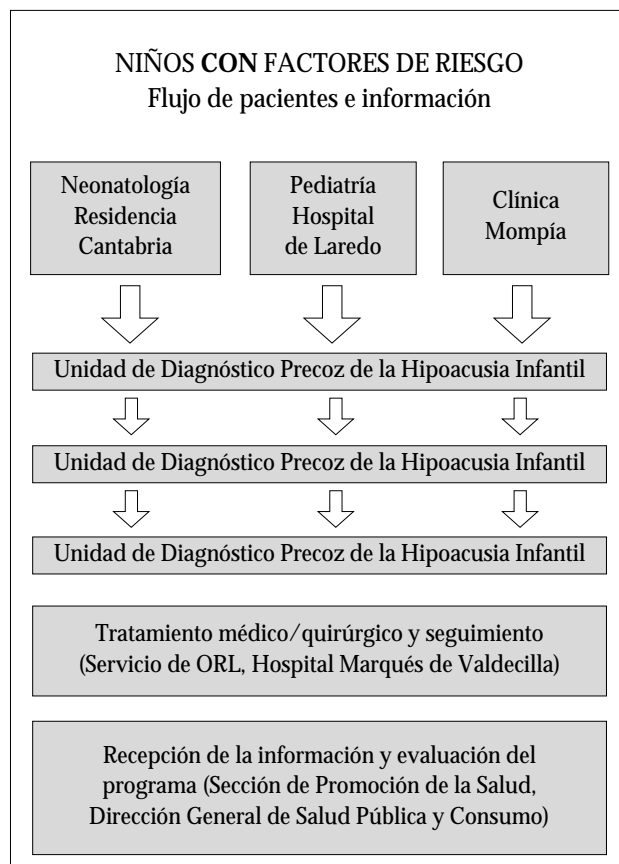 NIÑOS CON FACTORES DE RIESGO
Flujo de pacientes e información
Neonatología
Residencia
Cantabria
Pediatría
Hospital
de Laredo
Clínica
Mompía
Unidad de Diagnóstico Precoz de la Hipoacusia Infantil
Unidad de Diagnóstico Precoz de la Hipoacusia Infantil
Unidad de Diagnóstico Precoz de la Hipoacusia Infantil
Tratamiento médico/quirúrgico y seguimiento
(Servicio de ORL, Hospital Marqués de Valdecilla)
Recepción de la información y evaluación del
programa (Sección de Promoción de la Salud,
Dirección General de Salud Pública y Consumo)